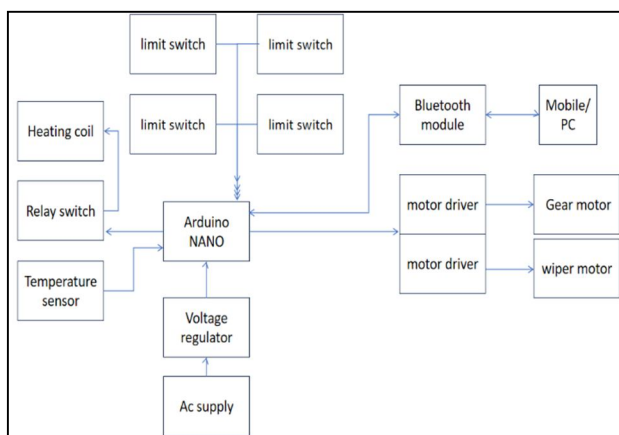 limit switch
limit switch
limit switch
limit switch
Heating coil
Bluetooth
module
Mobile/
PC
Relay switch
Arduino
NANO
motor driver
Gear motor
motor driver
wiper motor
Temperature
sensor
Voltage
regulator
Ac supply